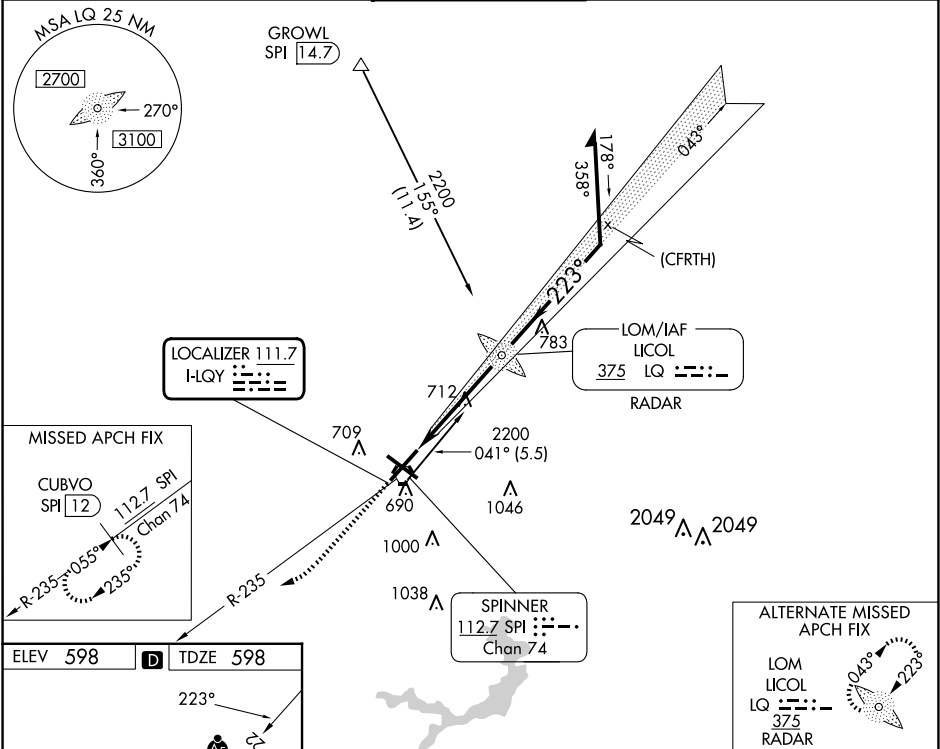 MSA LQ 25 NM
2700
270°
3100
360°
GROWL
SPI 14.7
2200
155°
(11.4)
178°
358°
043°
223°
(CFRTH)
783
LOM/IAF
LICOL
375 LQ
RADAR
LOCALIZER 111.7
I-LQY
712
709
2200
041° (5.5)
690
1046
1000
1038
2049 2049
MISSED APCH FIX
CUBVO
SPI 12
112.7 SPI
Chan 74
R-235
055°
235°
R-235
SPINNER
112.7 SPI
Chan 74
ALTERNATE MISSED
APCH FIX
LOM
LICOL
LQ
375
RADAR
043°
223°
ELEV 598 D TDZE 598
223°
22